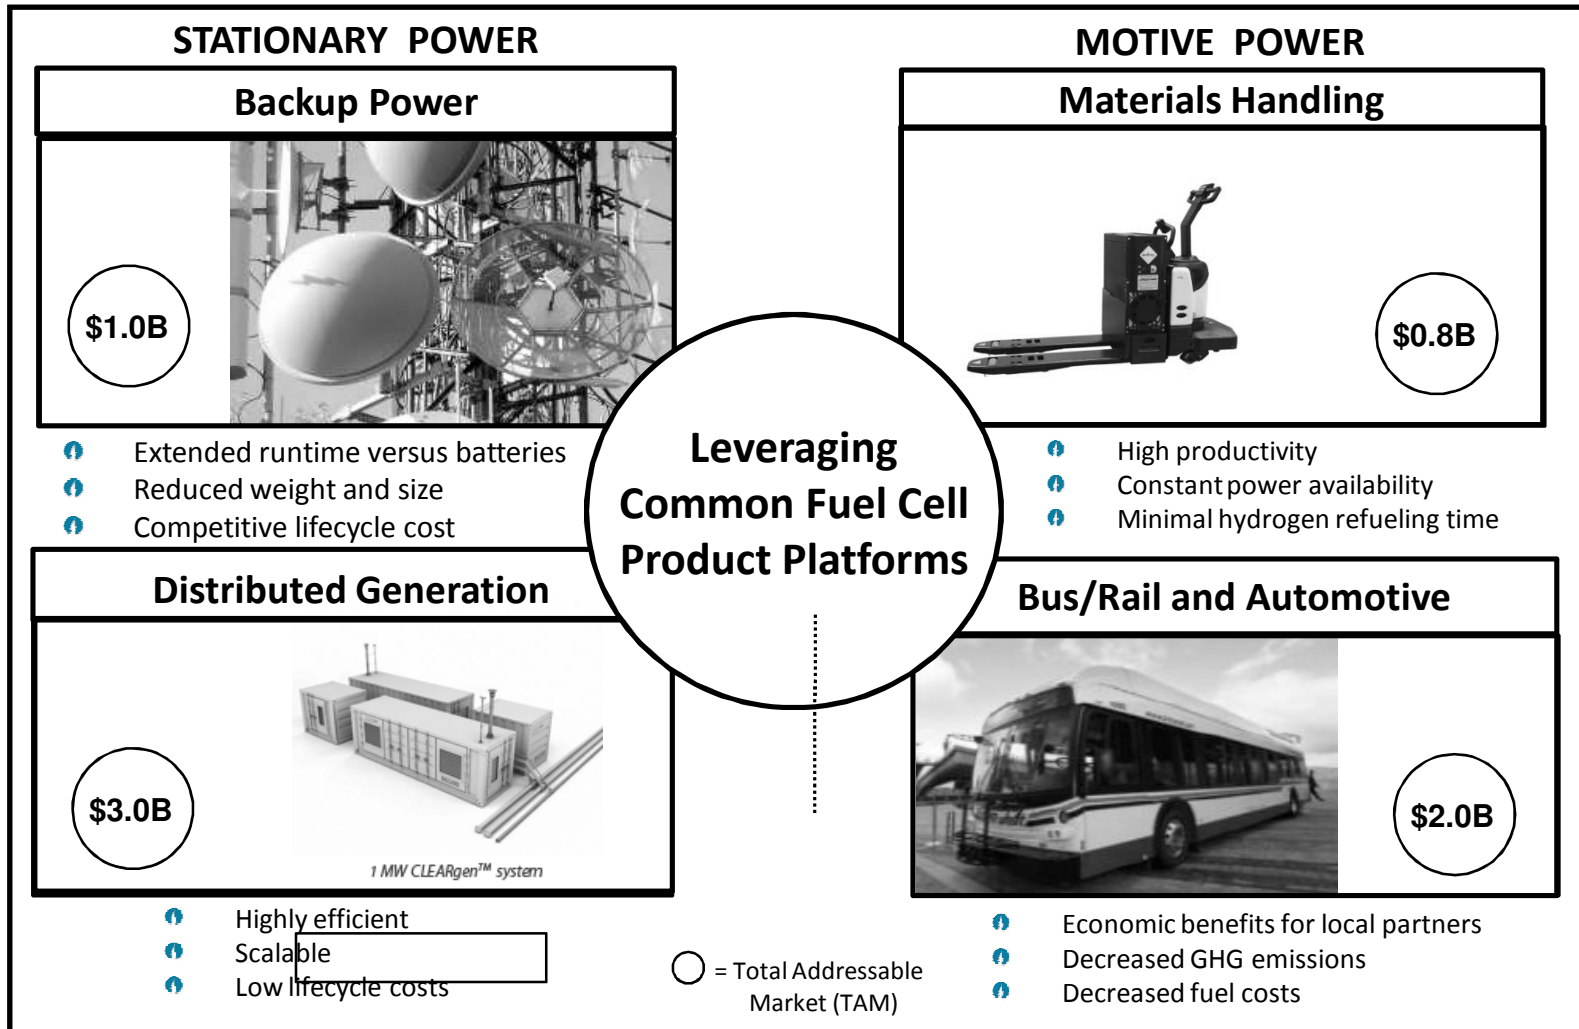 STATIONARY POWER
Backup Power
$1.0B
Extended runtime versus batteries
Reduced weight and size
Competitive lifecycle cost
Distributed Generation
$3.0B
1 MW CLEARgen™ system
Highly efficient
Scalable
Low lifecycle costs
Leveraging
Common Fuel Cell
Product Platforms
= Total Addressable
Market (TAM)
MOTIVE POWER
Materials Handling
$0.8B
High productivity
Constant power availability
Minimal hydrogen refueling time
Bus/Rail and Automotive
$2.0B
Economic benefits for local partners
Decreased GHG emissions
Decreased fuel costs